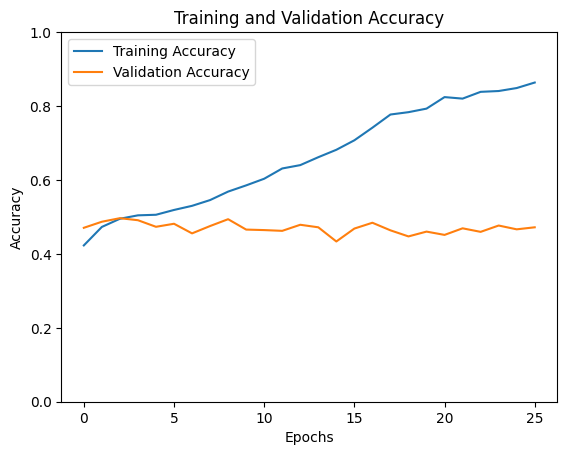 Training and Validation Accuracy
Training Accuracy
Validation Accuracy
1.0
0.8
0.6
0.4
0.2
0.0
Accuracy
0 5 10 15 20 25
Epochs